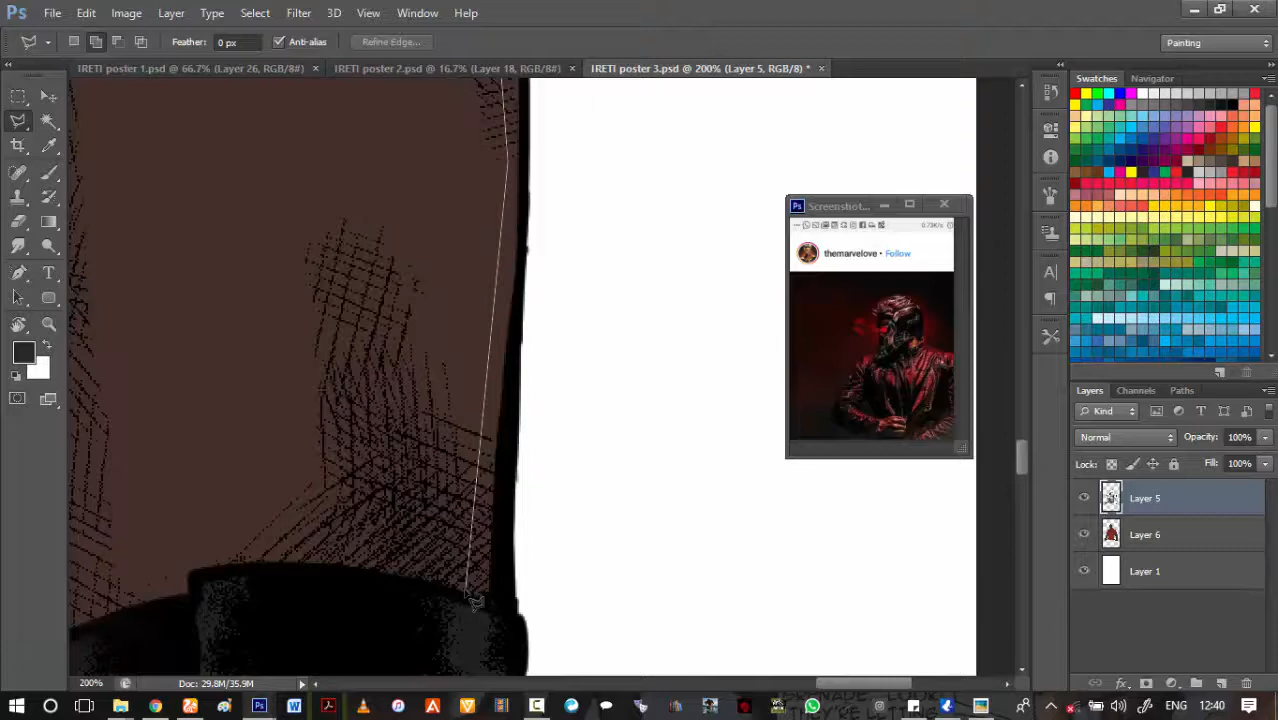 Ps File Edit Image Layer Type Select Filter 3D View Window Help
Feather: 0 px Anti-alias Refine Edge... Painting
IRETI poster 1.psd @ 66.7% (Layer 26, RGB/8#) × IRETI poster 2.psd @ 16.7% (Layer 18, RGB/8#) × IRETI poster 3.psd @ 200% (Layer 5, RGB/8) * ×
Swatches Navigator
Ps Screenshot...
themarvelove • Follow
Layers Channels Paths
Kind
Normal Opacity: 100%
Lock: Fill: 100%
Layer 5
Layer 6
Layer 1
200% Doc: 29.8M/35.9M
ENG 12:40